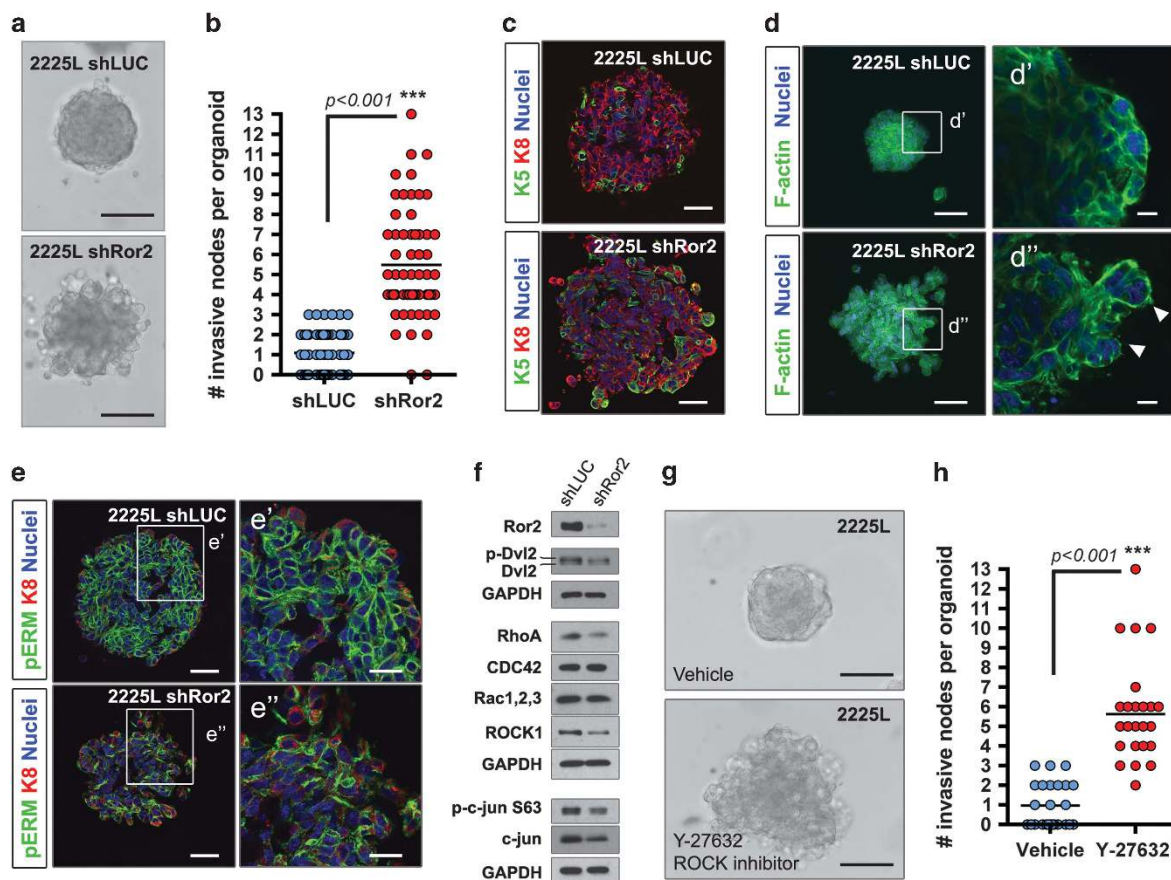 a
2225L shLUC
2225L shRor2
b
# invasive nodes per organoid
p<0.001 ***
13
12
11
10
9
8
7
6
5
4
3
2
1
0
shLUC shRor2
c
K5 K8 Nuclei
2225L shLUC
K5 K8 Nuclei
2225L shRor2
d
F-actin Nuclei
2225L shLUC
d'
d'
F-actin Nuclei
2225L shRor2
d''
d''
e
pERM K8 Nuclei
2225L shLUC
e'
e'
pERM K8 Nuclei
2225L shRor2
e''
e''
f
shLUC
shRor2
Ror2
p-Dvl2
Dvl2
GAPDH
RhoA
CDC42
Rac1,2,3
ROCK1
GAPDH
p-c-jun S63
c-jun
GAPDH
g
2225L
Vehicle
2225L
Y-27632
ROCK inhibitor
h
# invasive nodes per organoid
p<0.001 ***
13
12
11
10
9
8
7
6
5
4
3
2
1
0
Vehicle Y-27632